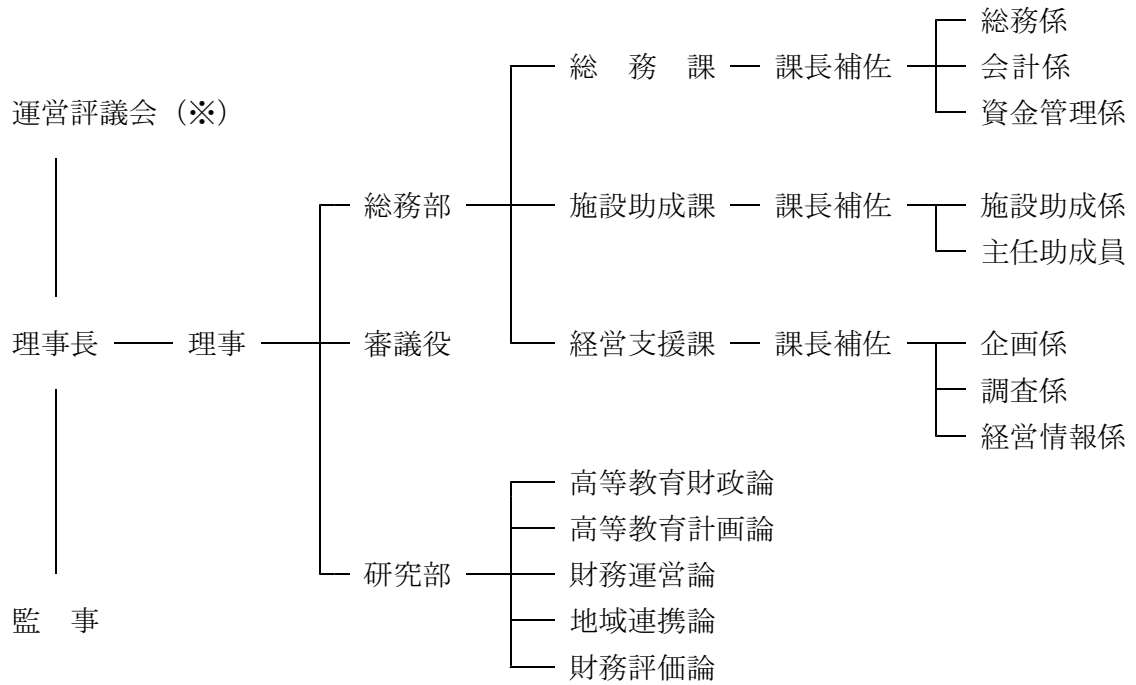 総務係
総　務　課 課長補佐 会計係
運営評議会（※） 資金管理係
総務部 施設助成課 課長補佐 施設助成係
主任助成員
理事長 理事 審議役 経営支援課 課長補佐 企画係
調査係
経営情報係
高等教育財政論
高等教育計画論
研究部 財務運営論
監　事 地域連携論
財務評価論